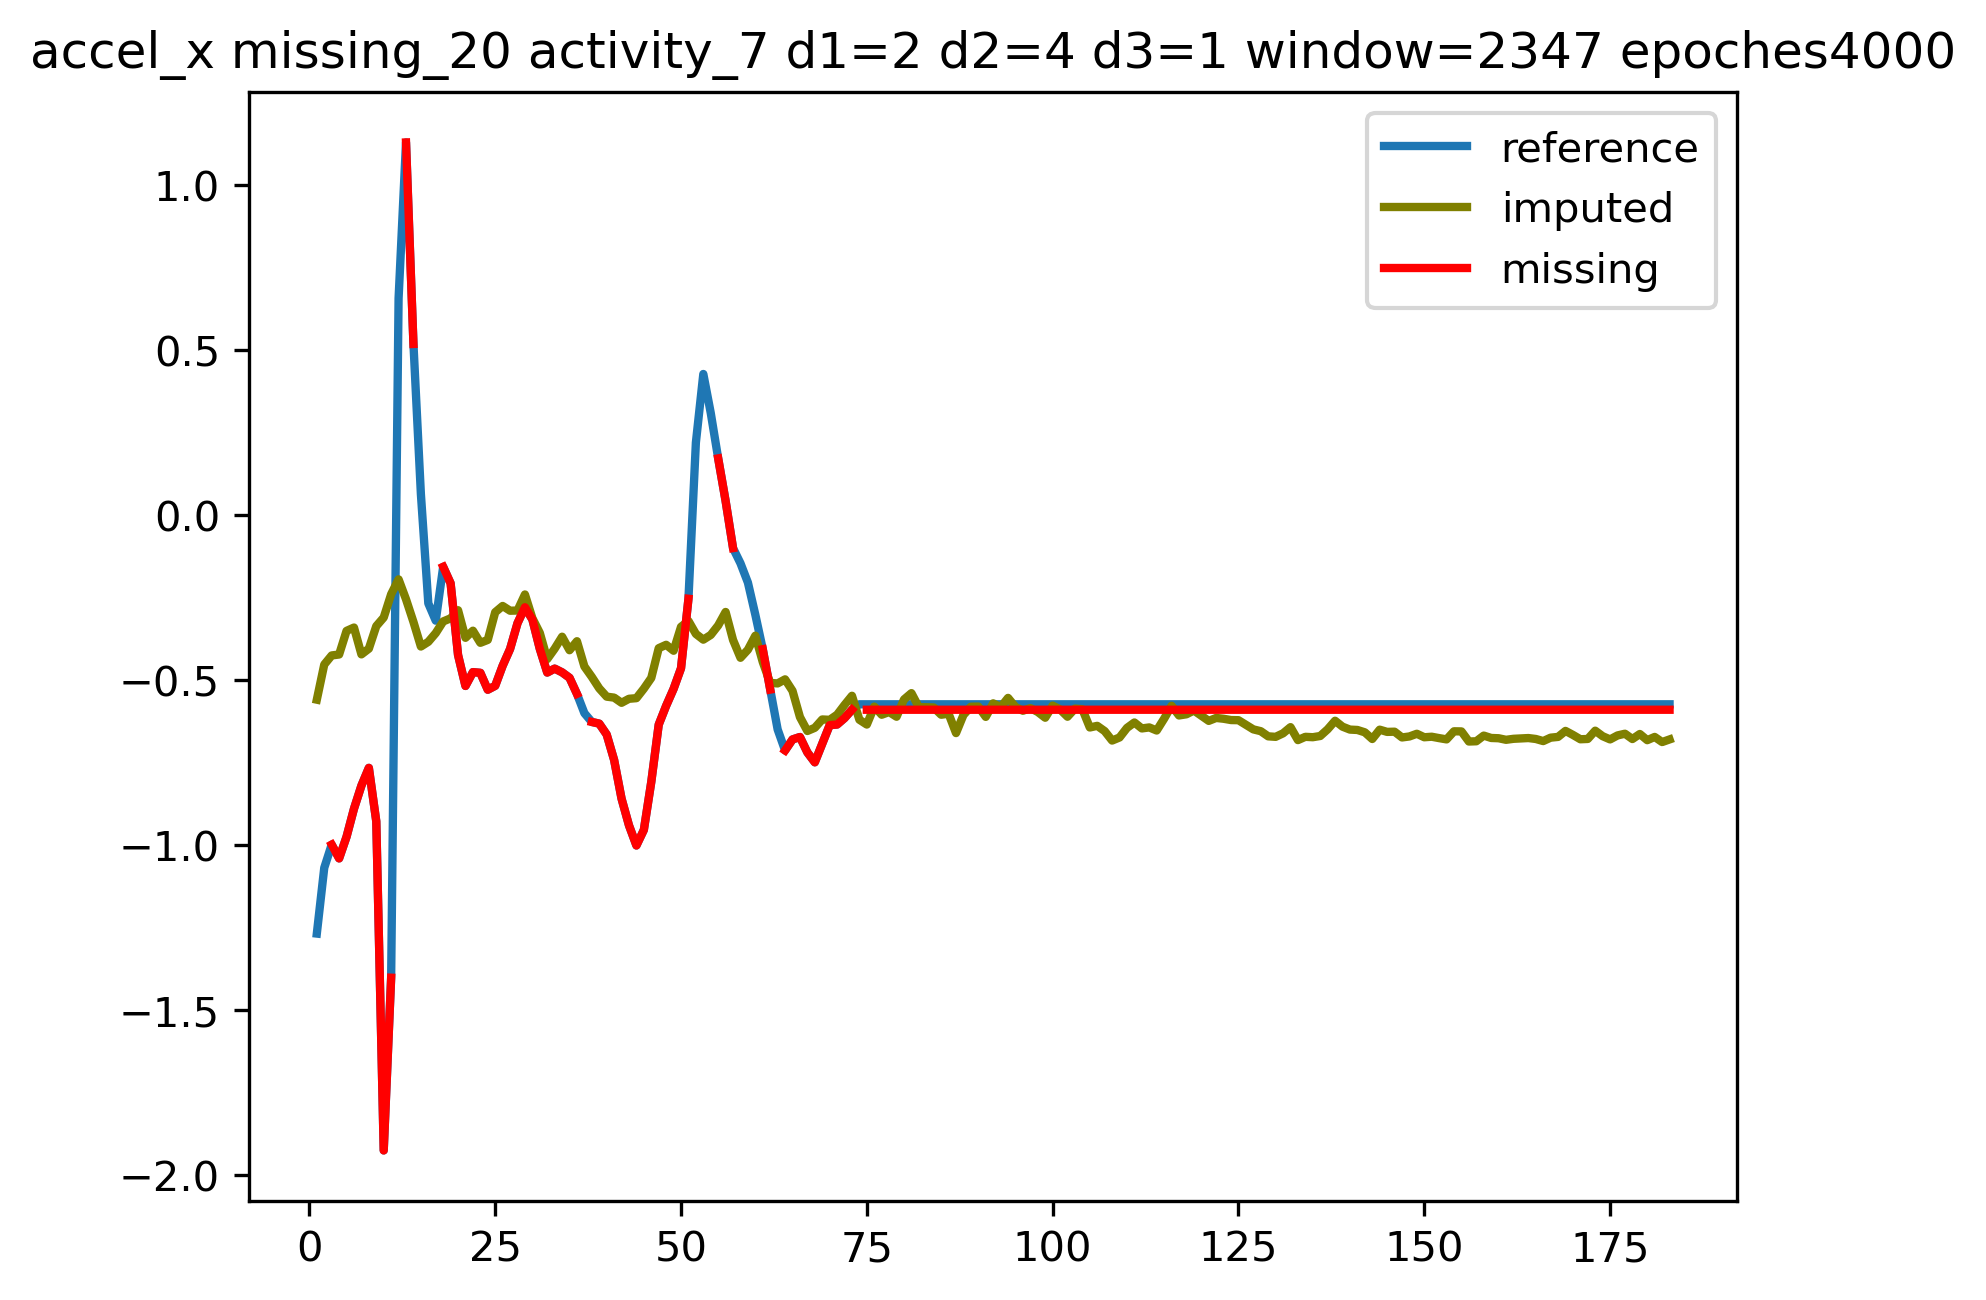 accel_x missing_20 activity_7 d1=2 d2=4 d3=1 window=2347 epoches4000
reference
imputed
missing
1.0
0.5
0.0
−0.5
−1.0
−1.5
−2.0
0 25 50 75 100 125 150 175